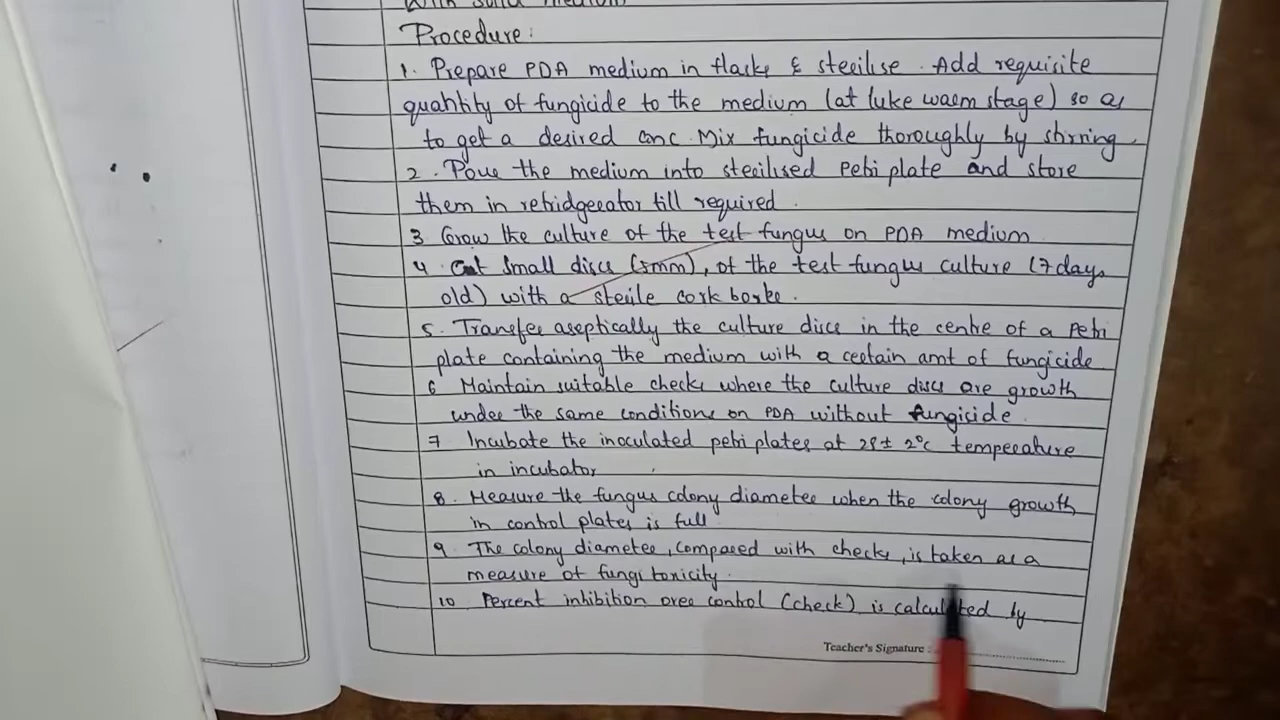 Procedure:
1. Prepare PDA medium in flasks & sterilise. Add requisite
quantity of fungicide to the medium (at luke warm stage) so as
to get a desired conc. Mix fungicide thoroughly by stirring.
2. Pour the medium into sterilised petri plate and store
them in refridgerator till required.
3 Grow the culture of the test fungus on PDA medium
4. Cut small discs (5mm), of the test fungus culture (7 days
old) with a sterile cork borke.
5. Transfer aseptically the culture discs in the centre of a petri
plate containing the medium with a certain amt of fungicide
6 Maintain suitable checks where the culture discs are growth
under the same conditions on PDA without fungicide.
7 Incubate the inoculated petri plates at 28± 2°c temperature
in incubator
8. Measure the fungus colony diameter when the colony growth
in control plates is full
9 The colony diameter, compared with checks, is taken as a
measure of fungi toxicity.
10 Percent inhibition over control (check) is calculated by
Teacher's Signature :